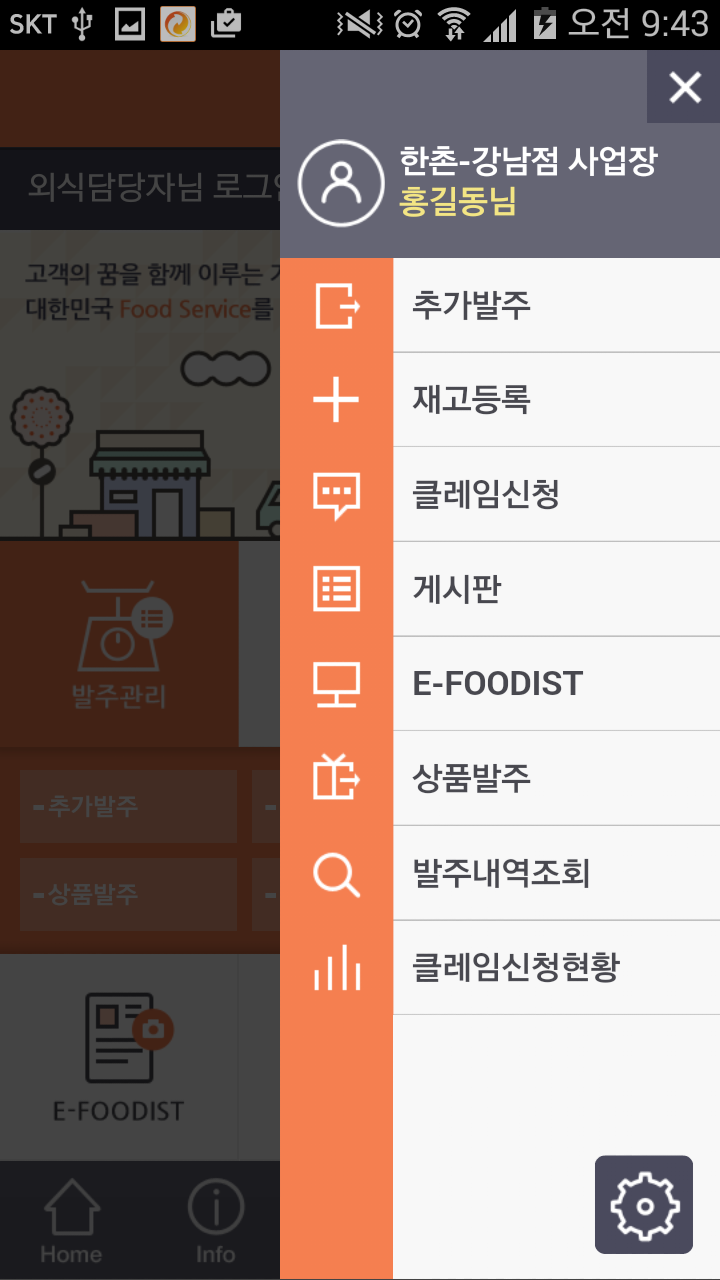 SKT 오전 9:43
한촌-강남점 사업장
홍길동님
외식담당자님
고객의 꿈을 함께 이루는
대한민국 Food Service를
추가발주
재고등록
클레임신청
게시판
E-FOODIST
상품발주
발주내역조회
클레임신청현황
발주관리
-추가발주
-
-상품발주
-
E-FOODIST
Home
Info